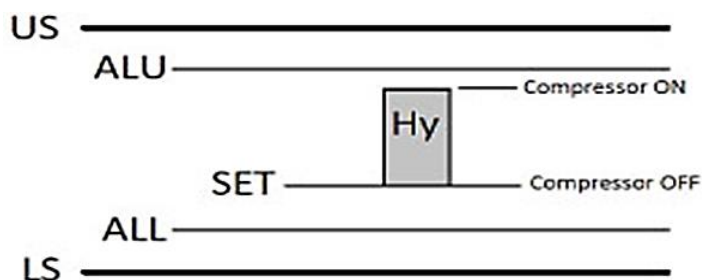 US
ALU
Compressor ON
Hy
SET
Compressor OFF
ALL
LS